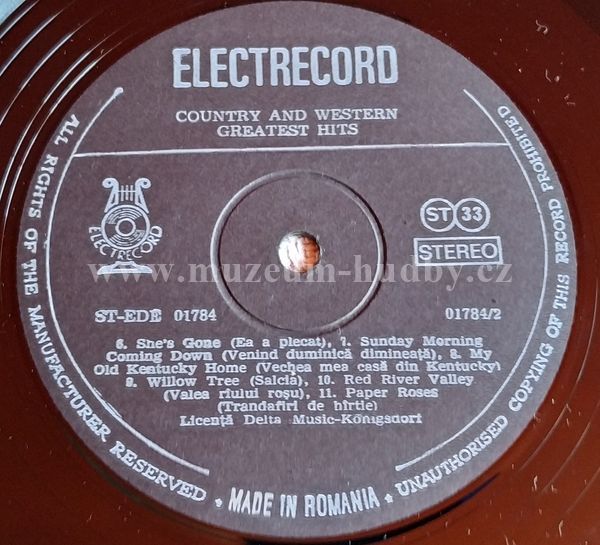 ELECTRECORD
COUNTRY AND WESTERN
GREATEST HITS
ELECTRECORD
ST 33
STEREO
www.muzeum-hudby.cz
ST-EDE 01784
01784/2
6. She's Gone (Ea a plecat), 7. Sunday Morning
Coming Down (Venind duminică dimineața), 8. My
Old Kentucky Home (Vechea mea casă din Kentucky)
9. Willow Tree (Salcia), 10. Red River Valley
(Valea rîului roșu), 11. Paper Roses
(Trandafiri de hîrtie)
Licență Delta Music-Königsdorf
ALL RIGHTS OF THE MANUFACTURER RESERVED • MADE IN ROMANIA • UNAUTHORISED COPYING OF THIS RECORD PROHIBITED